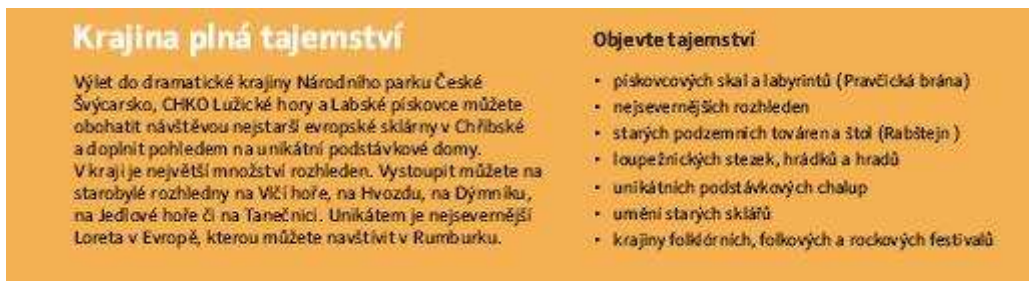 Krajina plná tajemství
Výlet do dramatické krajiny Národního parku České
Švýcarsko, CHKO Lužické hory a Labské pískovce můžete
obohatit návštěvou nejstarší evropské sklárny v Chřibské
a doplnit pohledem na unikátní podstávkové domy.
V kraji je největší množství rozhleden. Vystoupit můžete na
starobylé rozhledny na Vlčí hoře, na Hvozdu, na Dýmníku,
na Jedlové hoře či na Tanečnici. Unikátem je nejsevernější
Loreta v Evropě, kterou můžete navštívit v Rumburku.
Objevte tajemství
• pískovcových skal a labyrintů (Pravčická brána)
• nejsevernějších rozhleden
• starých podzemních továren a štol (Rabštejn )
• loupežnických stezek, hrádků a hradů
• unikátních podstávkových chalup
• umění starých sklářů
• krajiny folklórních, folkových a rockových festivalů